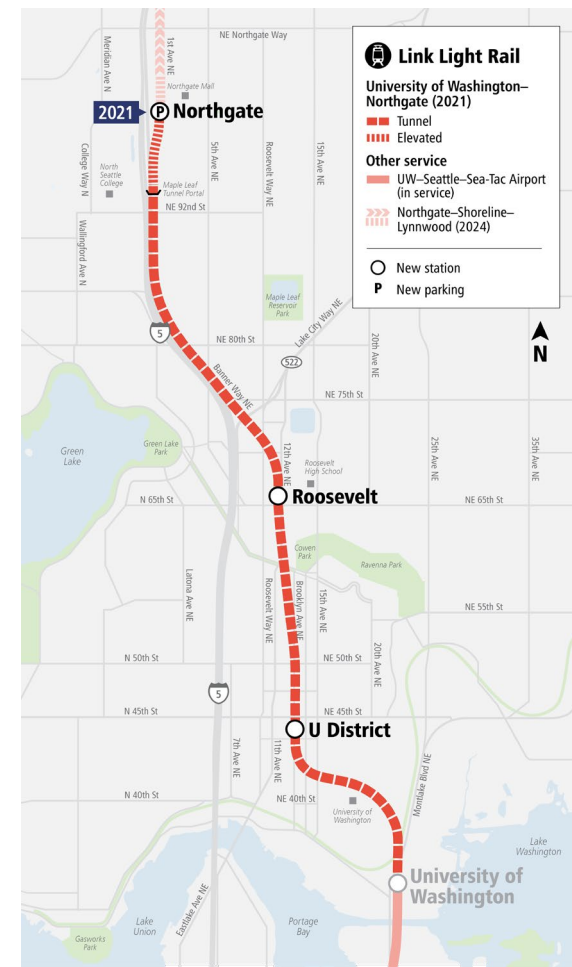 Link Light Rail
University of Washington–
Northgate (2021)
Tunnel
Elevated
Other service
UW–Seattle–Sea-Tac Airport
(in service)
Northgate–Shoreline–
Lynnwood (2024)
New station
P New parking
N
NE Northgate Way
Meridian Ave N
1st Ave NE
Northgate Mall
2021
P Northgate
College Way N
North
Seattle
College
5th Ave NE
Roosevelt Way NE
15th Ave NE
Maple Leaf
Tunnel Portal
NE 92nd St
Wallingford Ave N
Maple Leaf
Reservoir
Park
Lake City Way NE
5
NE 80th St
522
20th Ave NE
Banner Way NE
NE 75th St
Green
Lake
Green Lake
Park
12th Ave NE
Roosevelt
High School
25th Ave NE
35th Ave NE
Roosevelt
N 65th St
NE 65th St
Cowen
Park
Ravenna Park
Latona Ave NE
Roosevelt Way NE
Brooklyn Ave NE
15th Ave NE
NE 55th St
20th Ave NE
N 50th St
NE 50th St
5
N 45th St
NE 45th St
U District
7th Ave NE
11th Ave NE
Montlake Blvd NE
N 40th St
NE 40th St
University of
Washington
Lake
Washington
University of
Washington
Eastlake Ave NE
Lake
Union
Portage
Bay
Gasworks
Park